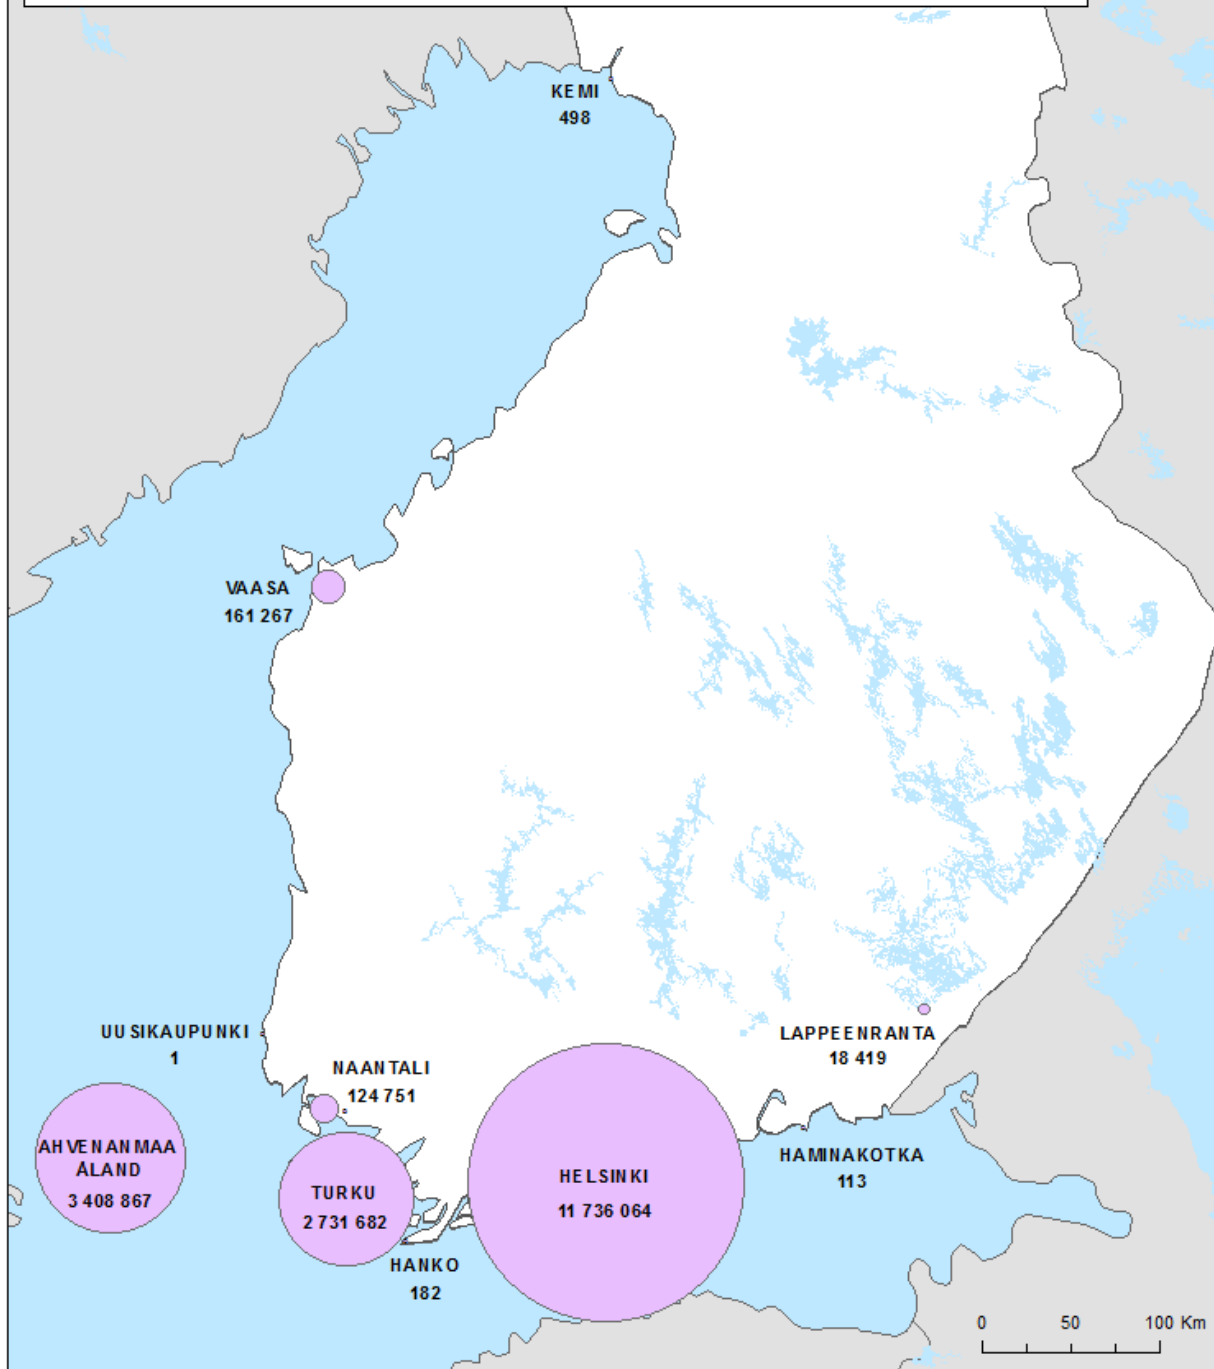 KEMI
498
VAASA
161 267
UUSIKAUPUNKI
1
NAANTALI
124 751
LAPPEENRANTA
18 419
AHVENANMAA
ÅLAND
3 408 867
TURKU
2 731 682
HELSINKI
11 736 064
HAMINAKOTKA
113
HANKO
182
0 50 100 Km